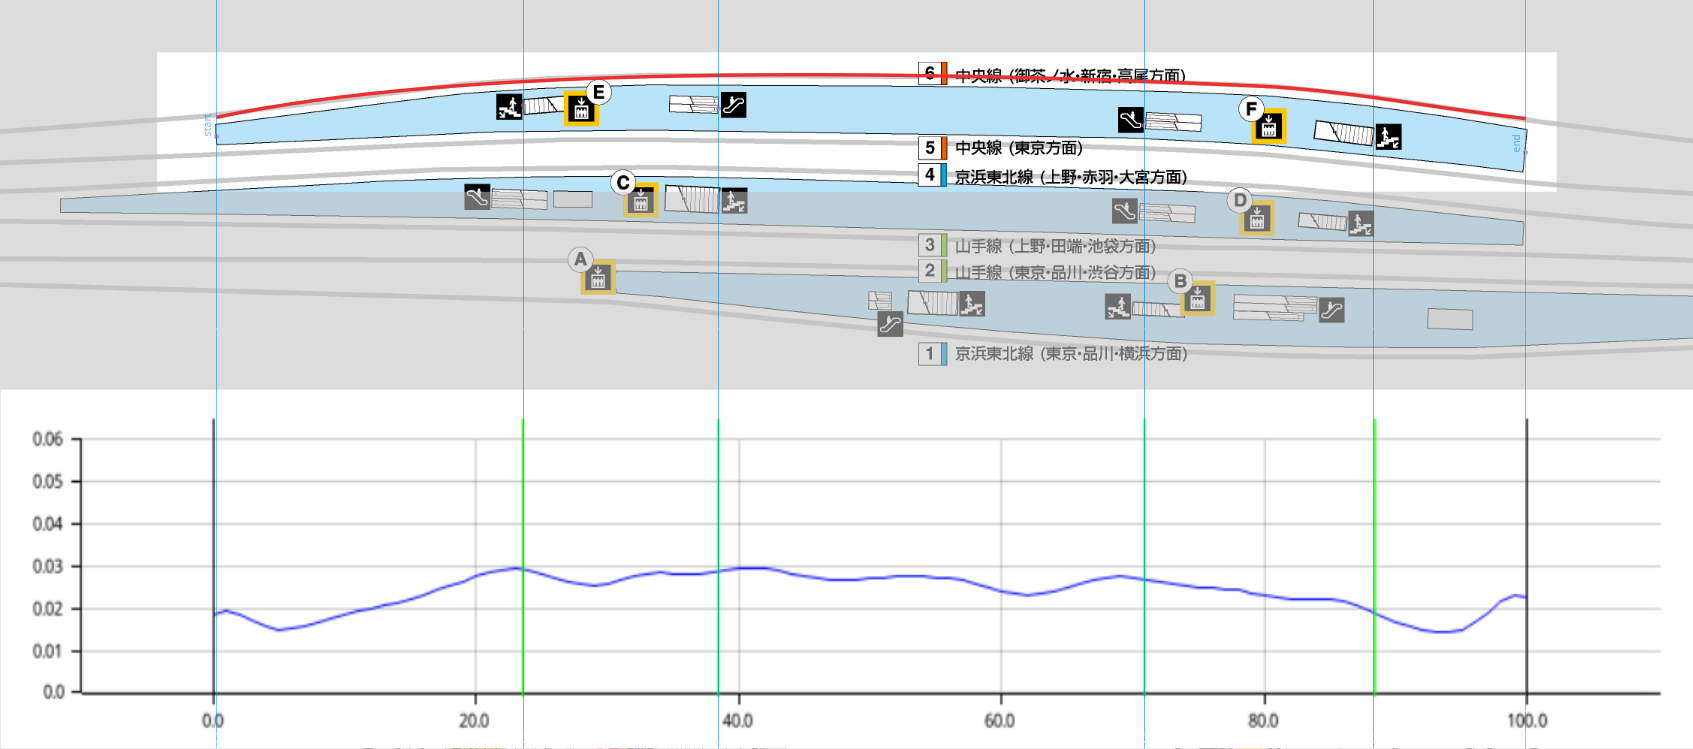 6 中央線 (御茶ノ水・新宿・高尾方面)
start
E
F
end
5 中央線 (東京方面)
4 京浜東北線 (上野・赤羽・大宮方面)
C
D
3 山手線 (上野・田端・池袋方面)
2 山手線 (東京・品川・渋谷方面)
A
B
1 京浜東北線 (東京・品川・横浜方面)
0.06
0.05
0.04
0.03
0.02
0.01
0.0
0.0 20.0 40.0 60.0 80.0 100.0